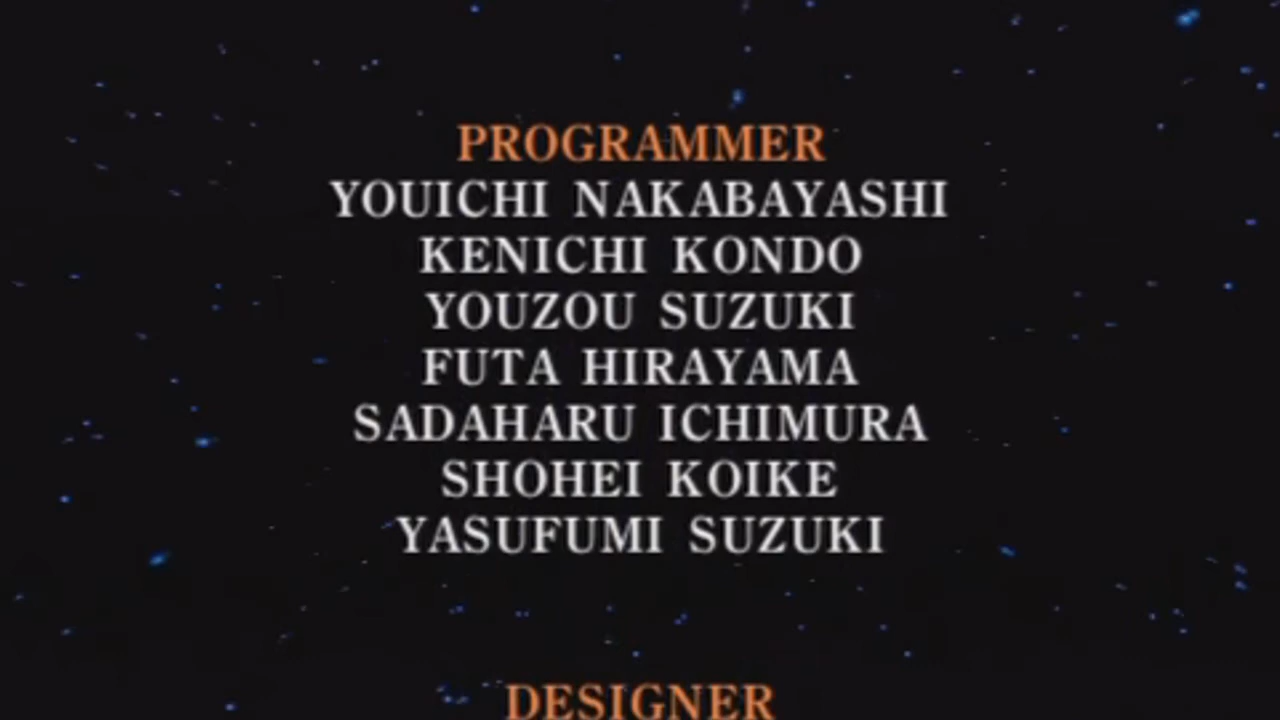 PROGRAMMER
YOUICHI NAKABAYASHI
KENICHI KONDO
YOUZOU SUZUKI
FUTA HIRAYAMA
SADAHARU ICHIMURA
SHOHEI KOIKE
YASUFUMI SUZUKI
DESIGNER